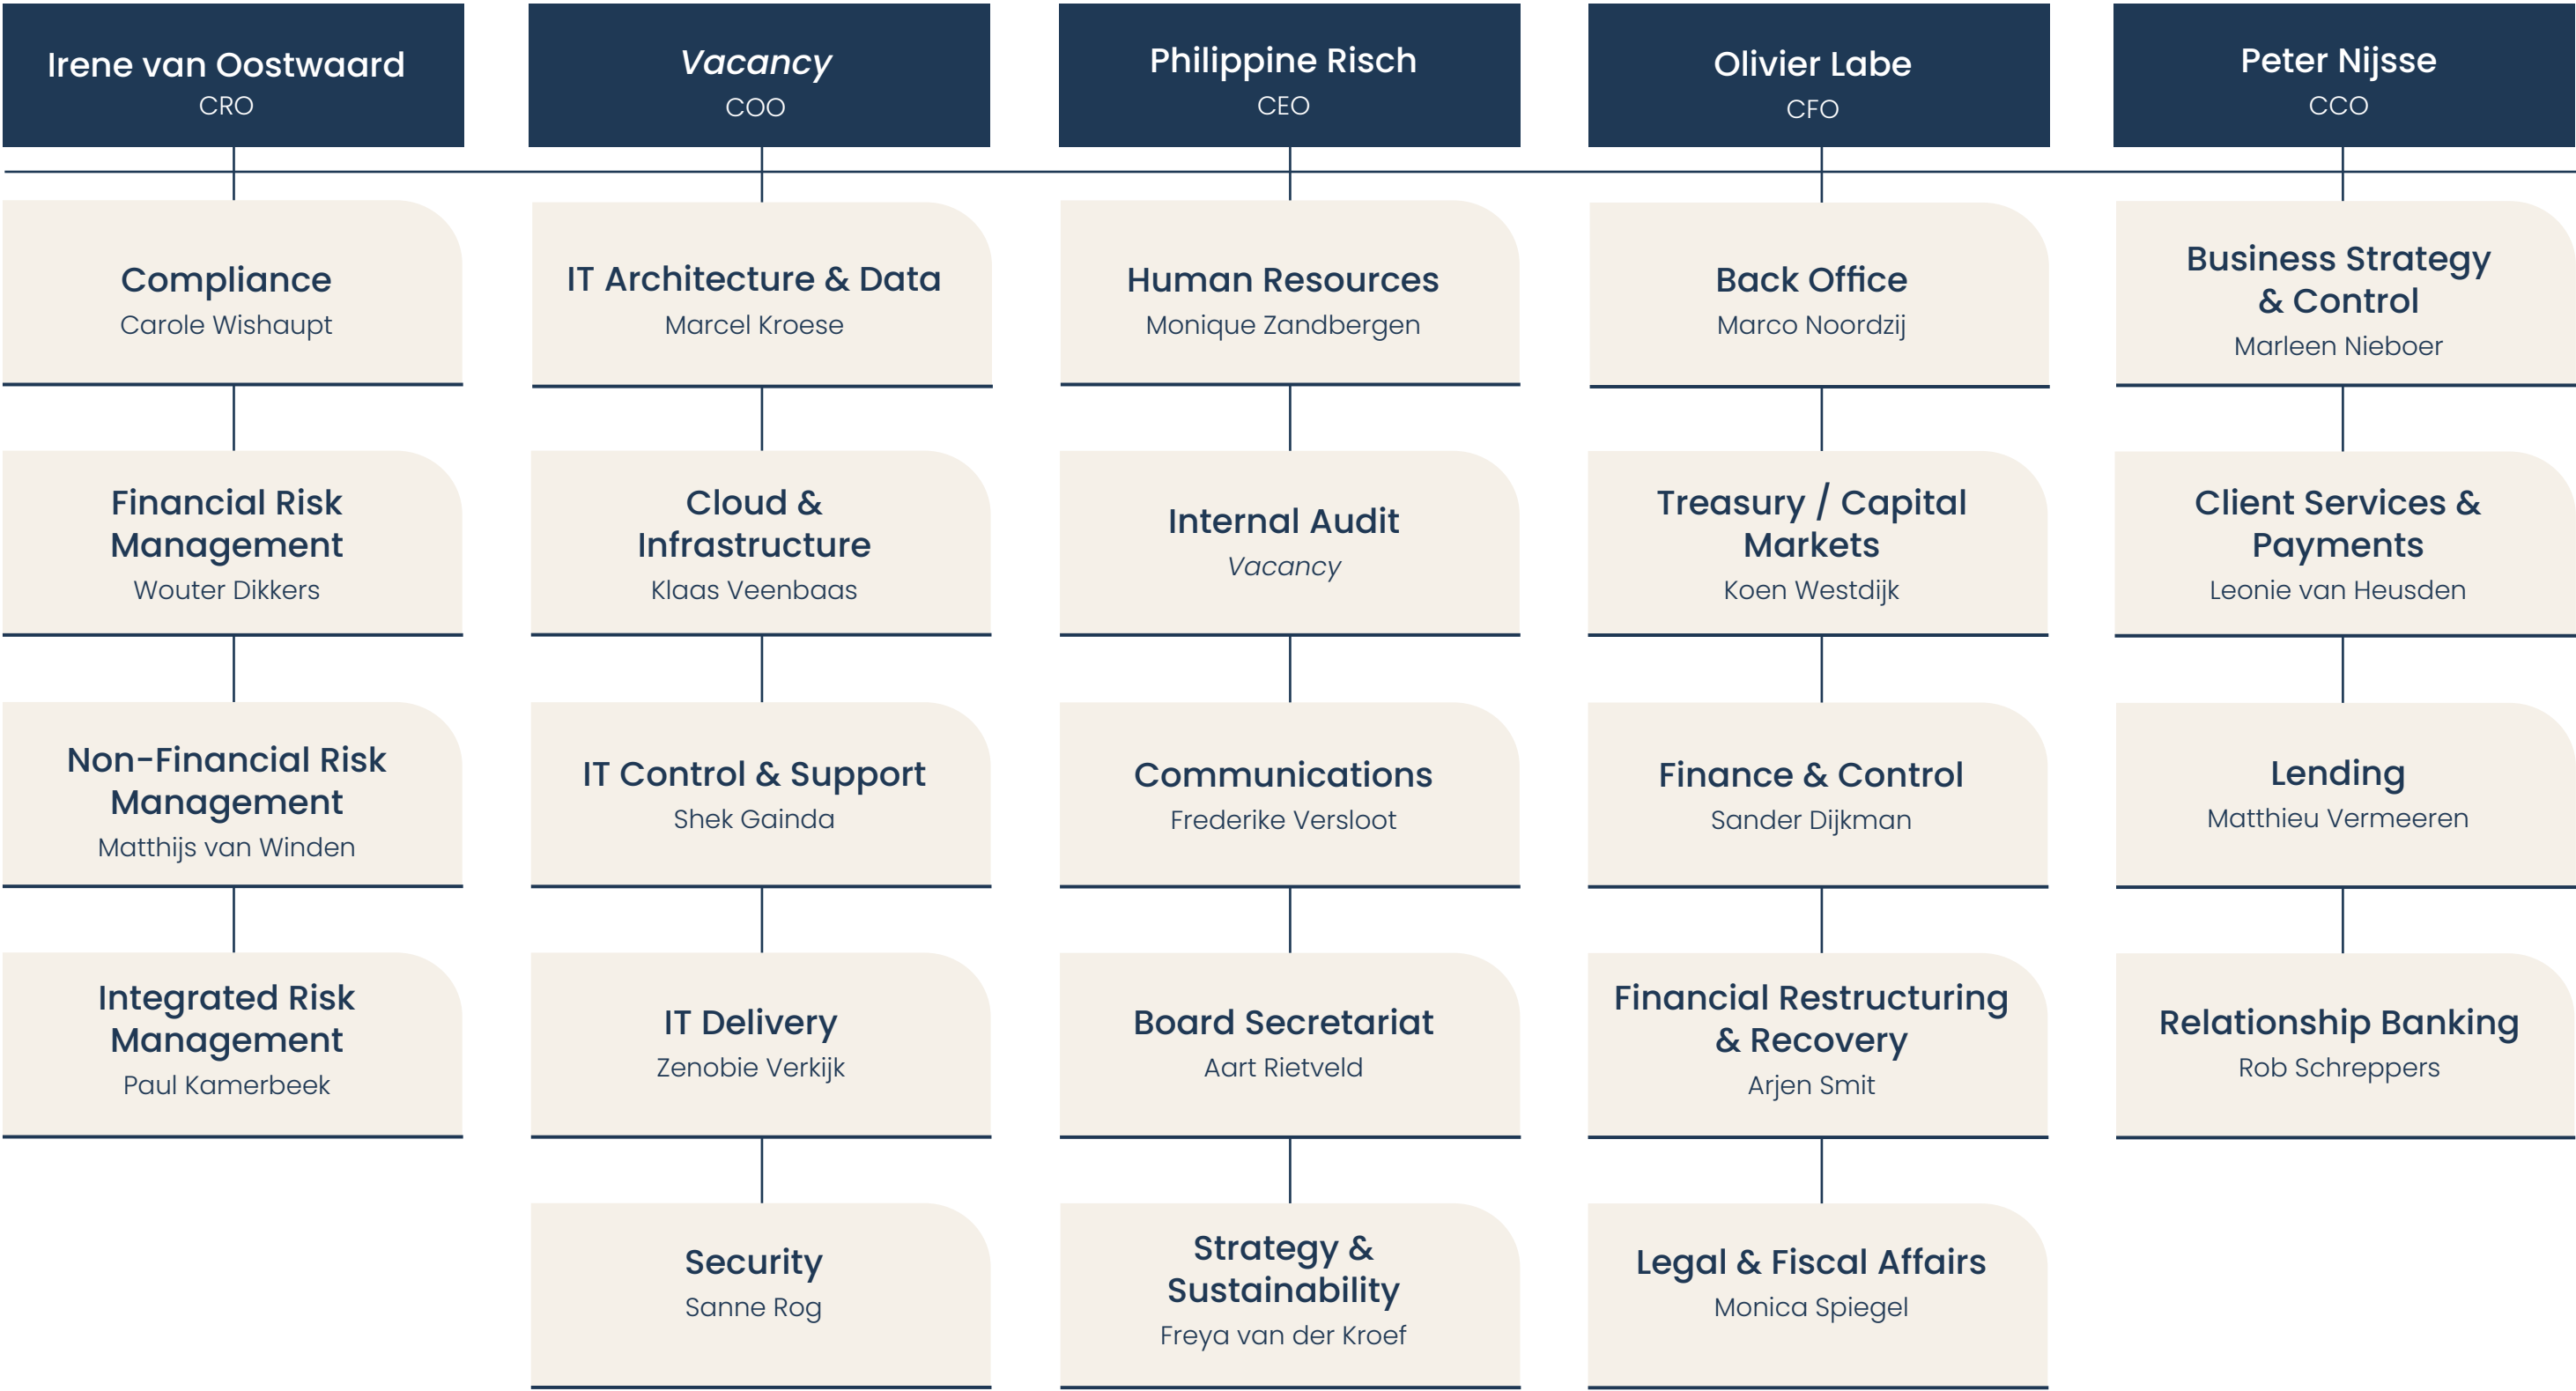 Irene van Oostwaard
CRO
Compliance
Carole Wishaupt
Financial Risk
Management
Wouter Dikkers
Non-Financial Risk
Management
Matthijs van Winden
Integrated Risk
Management
Paul Kamerbeek
Vacancy
COO
IT Architecture & Data
Marcel Kroese
Cloud &
Infrastructure
Klaas Veenbaas
IT Control & Support
Shek Gainda
IT Delivery
Zenobie Verkijk
Security
Sanne Rog
Philippine Risch
CEO
Human Resources
Monique Zandbergen
Internal Audit
Vacancy
Communications
Frederike Versloot
Board Secretariat
Aart Rietveld
Strategy &
Sustainability
Freya van der Kroef
Olivier Labe
CFO
Back Office
Marco Noordzij
Treasury / Capital
Markets
Koen Westdijk
Finance & Control
Sander Dijkman
Financial Restructuring
& Recovery
Arjen Smit
Legal & Fiscal Affairs
Monica Spiegel
Peter Nijsse
CCO
Business Strategy
& Control
Marleen Nieboer
Client Services &
Payments
Leonie van Heusden
Lending
Matthieu Vermeeren
Relationship Banking
Rob Schreppers